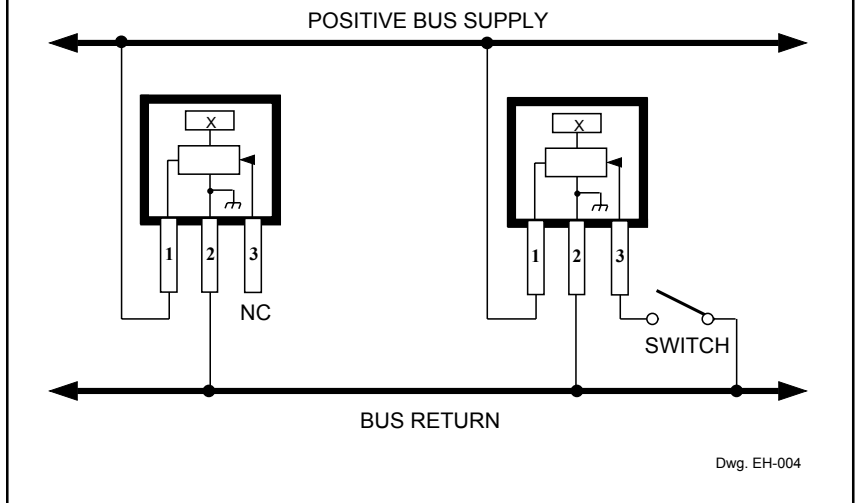 POSITIVE BUS SUPPLY
X
X
1 2 3
1 2 3
NC
SWITCH
BUS RETURN
Dwg. EH-004